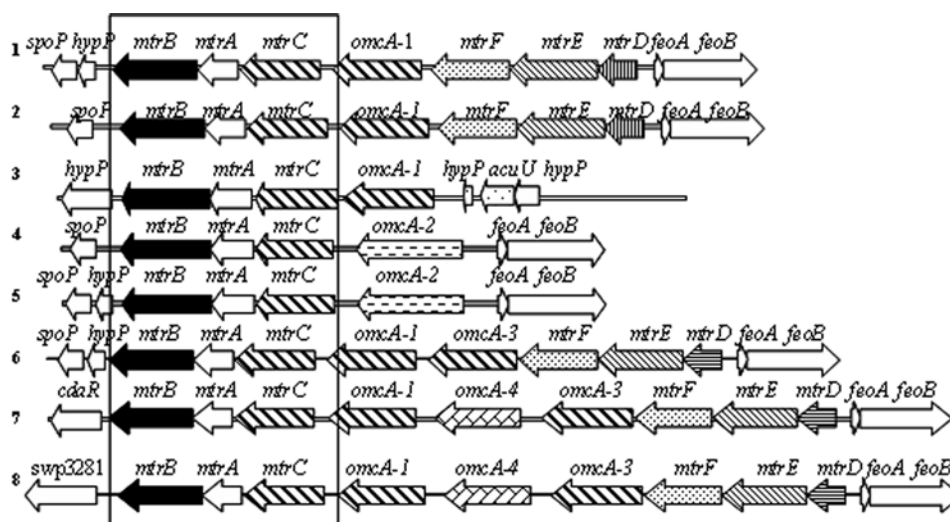 1 spoP hypP mtrB mtrA mtrC omcA-1 mtrF mtrE mtrD feoA feoB
2 spoP mtrB mtrA mtrC omcA-1 mtrF mtrE mtrD feoA feoB
3 hypP mtrB mtrA mtrC omcA-1 hypP acuU hypP
4 spoP mtrB mtrA mtrC omcA-2 feoA feoB
5 spoP hypP mtrB mtrA mtrC omcA-2 feoA feoB
6 spoP hypP mtrB mtrA mtrC omcA-1 omcA-3 mtrF mtrE mtrD feoA feoB
7 cdaR mtrB mtrA mtrC omcA-1 omcA-4 omcA-3 mtrF mtrE mtrD feoA feoB
8 swp3281 mtrB mtrA mtrC omcA-1 omcA-4 omcA-3 mtrF mtrE mtrD feoA feoB